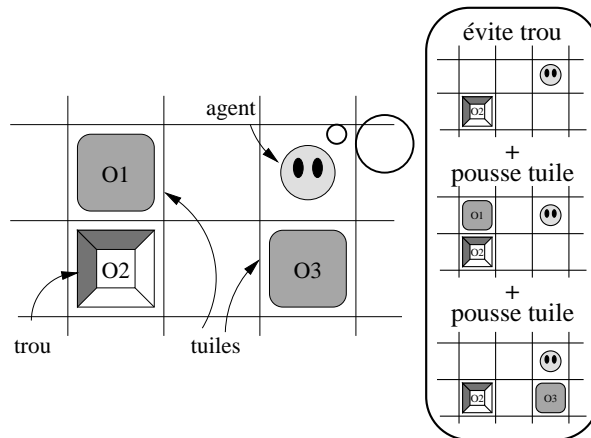 agent
O1
O2
O3
trou
tuiles
évite trou
O2
+
pousse tuile
O1
O2
+
pousse tuile
O2
O3